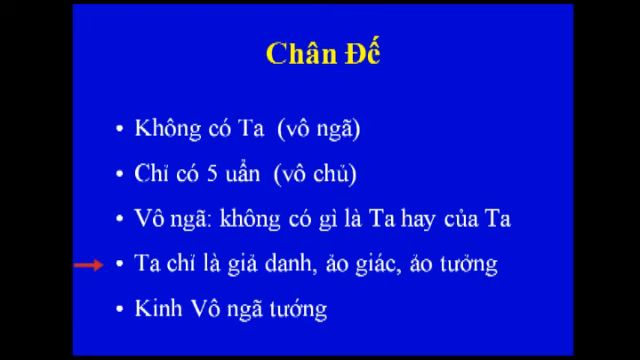 Chân Đế
• Không có Ta (vô ngã)
• Chỉ có 5 uẩn (vô chủ)
• Vô ngã: không có gì là Ta hay của Ta
• Ta chỉ là giả danh, ảo giác, ảo tưởng
• Kinh Vô ngã tướng